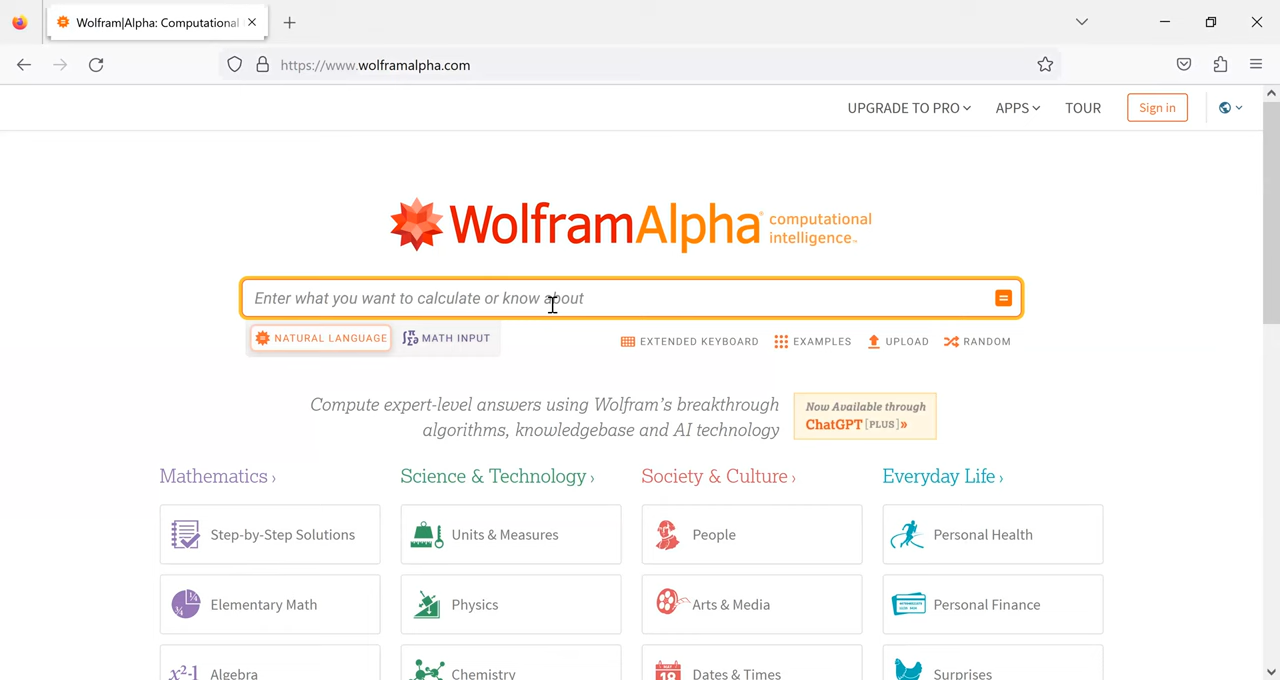 Wolfram|Alpha: Computational
https://www.wolframalpha.com
UPGRADE TO PRO APPS TOUR Sign in
WolframAlpha computational intelligence™
Enter what you want to calculate or know about
NATURAL LANGUAGE MATH INPUT EXTENDED KEYBOARD EXAMPLES UPLOAD RANDOM
Compute expert-level answers using Wolfram's breakthrough
algorithms, knowledgebase and AI technology
Now Available through
ChatGPT [PLUS]»
Mathematics › Science & Technology › Society & Culture › Everyday Life ›
Step-by-Step Solutions Units & Measures People Personal Health
Elementary Math Physics Arts & Media Personal Finance
x²-1 Algebra Chemistry Dates & Times Surprises